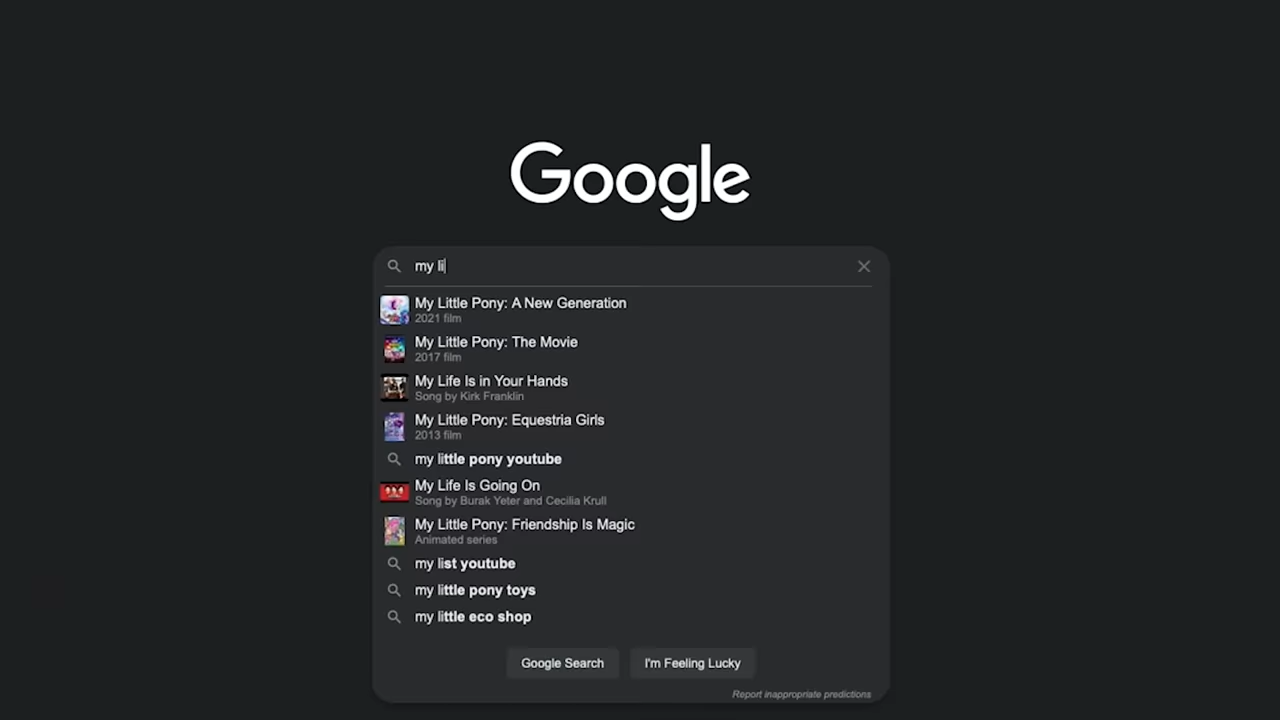 Google
my li
My Little Pony: A New Generation
2021 film
My Little Pony: The Movie
2017 film
My Life Is in Your Hands
Song by Kirk Franklin
My Little Pony: Equestria Girls
2013 film
my little pony youtube
My Life Is Going On
Song by Burak Yeter and Cecilia Krull
My Little Pony: Friendship Is Magic
Animated series
my list youtube
my little pony toys
my little eco shop
Google Search
I'm Feeling Lucky
Report inappropriate predictions